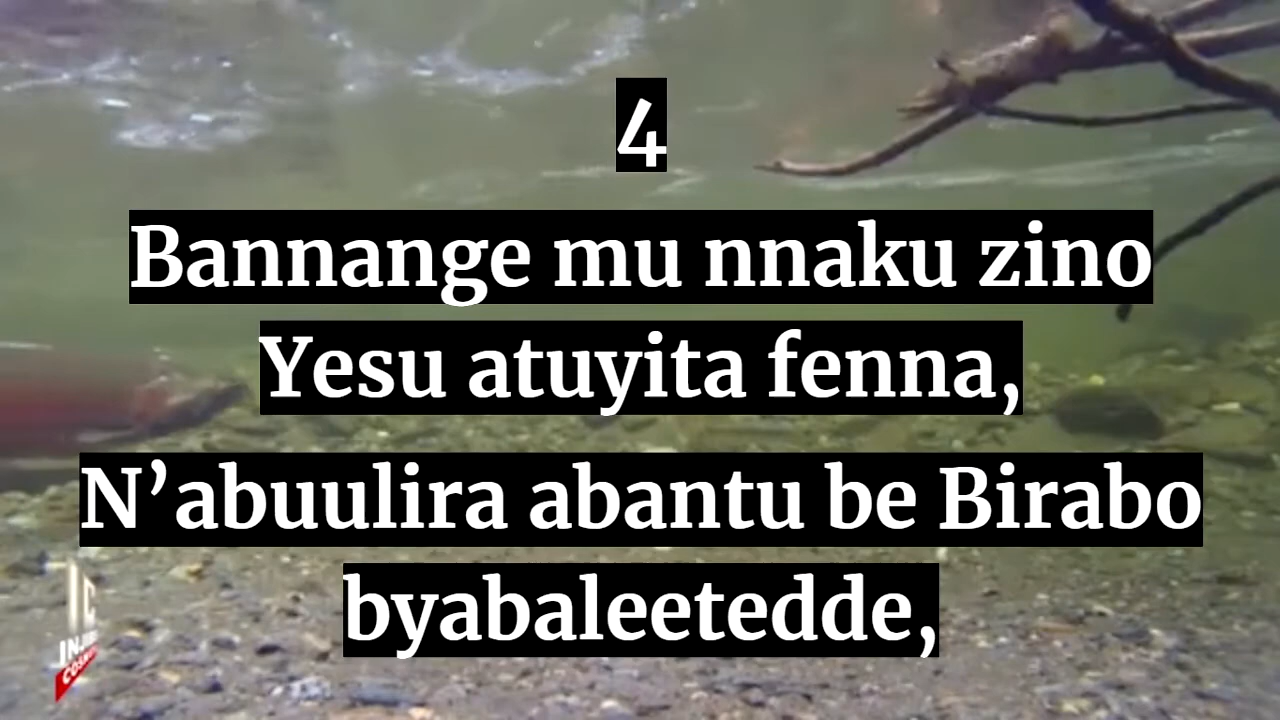 4
Bannange mu nnaku zino
Yesu atuyita fenna,
N’abuulira abantu be Birabo
byabaleetedde,